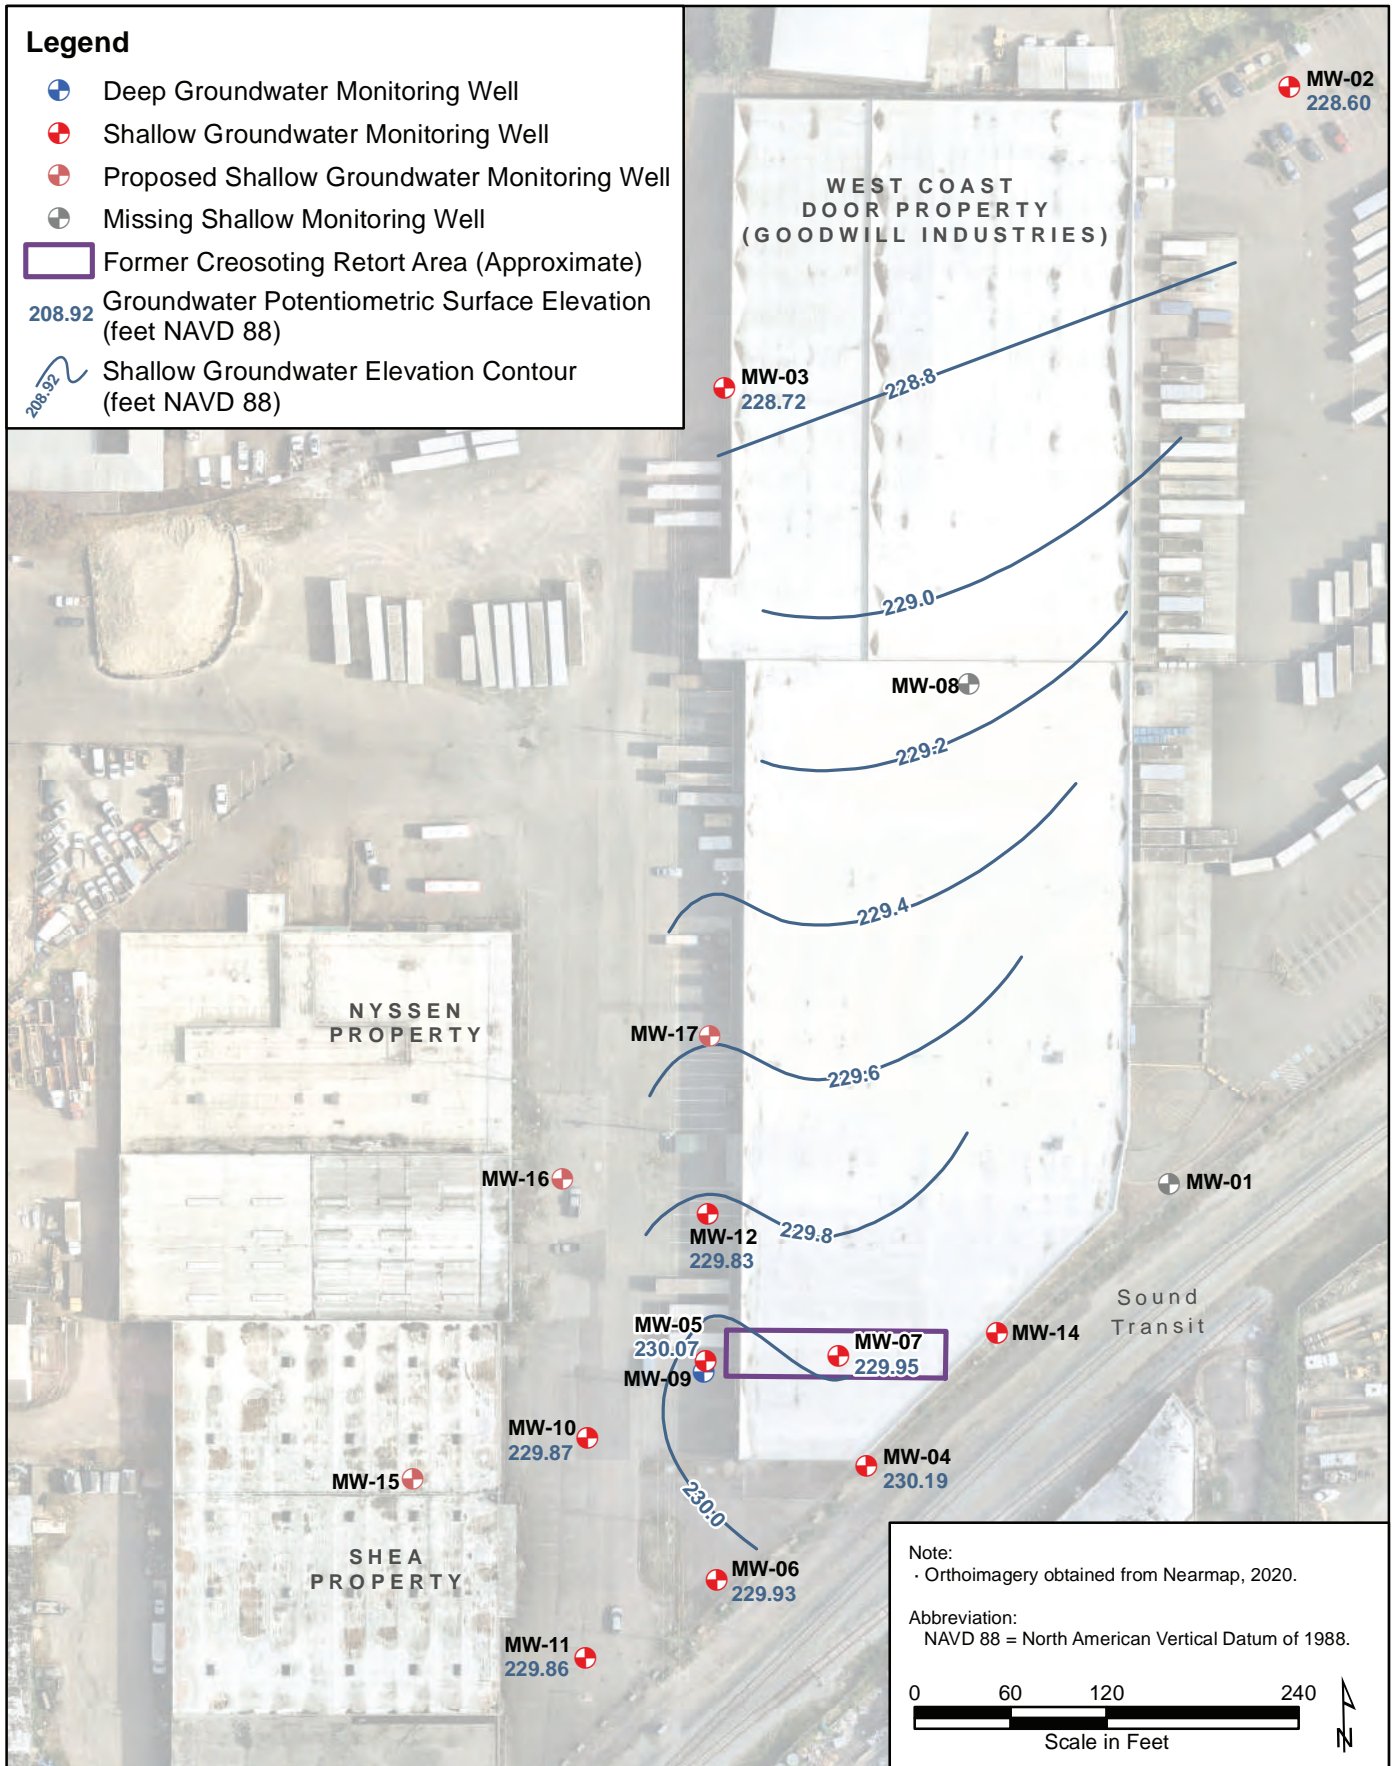 Legend
Deep Groundwater Monitoring Well
Shallow Groundwater Monitoring Well
Proposed Shallow Groundwater Monitoring Well
Missing Shallow Monitoring Well
Former Creosoting Retort Area (Approximate)
208.92
Groundwater Potentiometric Surface Elevation
(feet NAVD 88)
208.92
Shallow Groundwater Elevation Contour
(feet NAVD 88)
MW-02
228.60
WEST COAST
DOOR PROPERTY
(GOODWILL INDUSTRIES)
MW-03
228.72
228.8
229.0
MW-08
229.2
229.4
NYSSEN
PROPERTY
MW-17
229.6
MW-16
MW-01
MW-12
229.83
229.8
Sound
Transit
MW-05
230.07
MW-09
MW-07
229.95
MW-14
MW-10
229.87
MW-15
MW-04
230.19
230.0
SHEA
PROPERTY
MW-06
229.93
MW-11
229.86
Note:
· Orthoimagery obtained from Nearmap, 2020.
Abbreviation:
NAVD 88 = North American Vertical Datum of 1988.
0 60 120 240
Scale in Feet
N